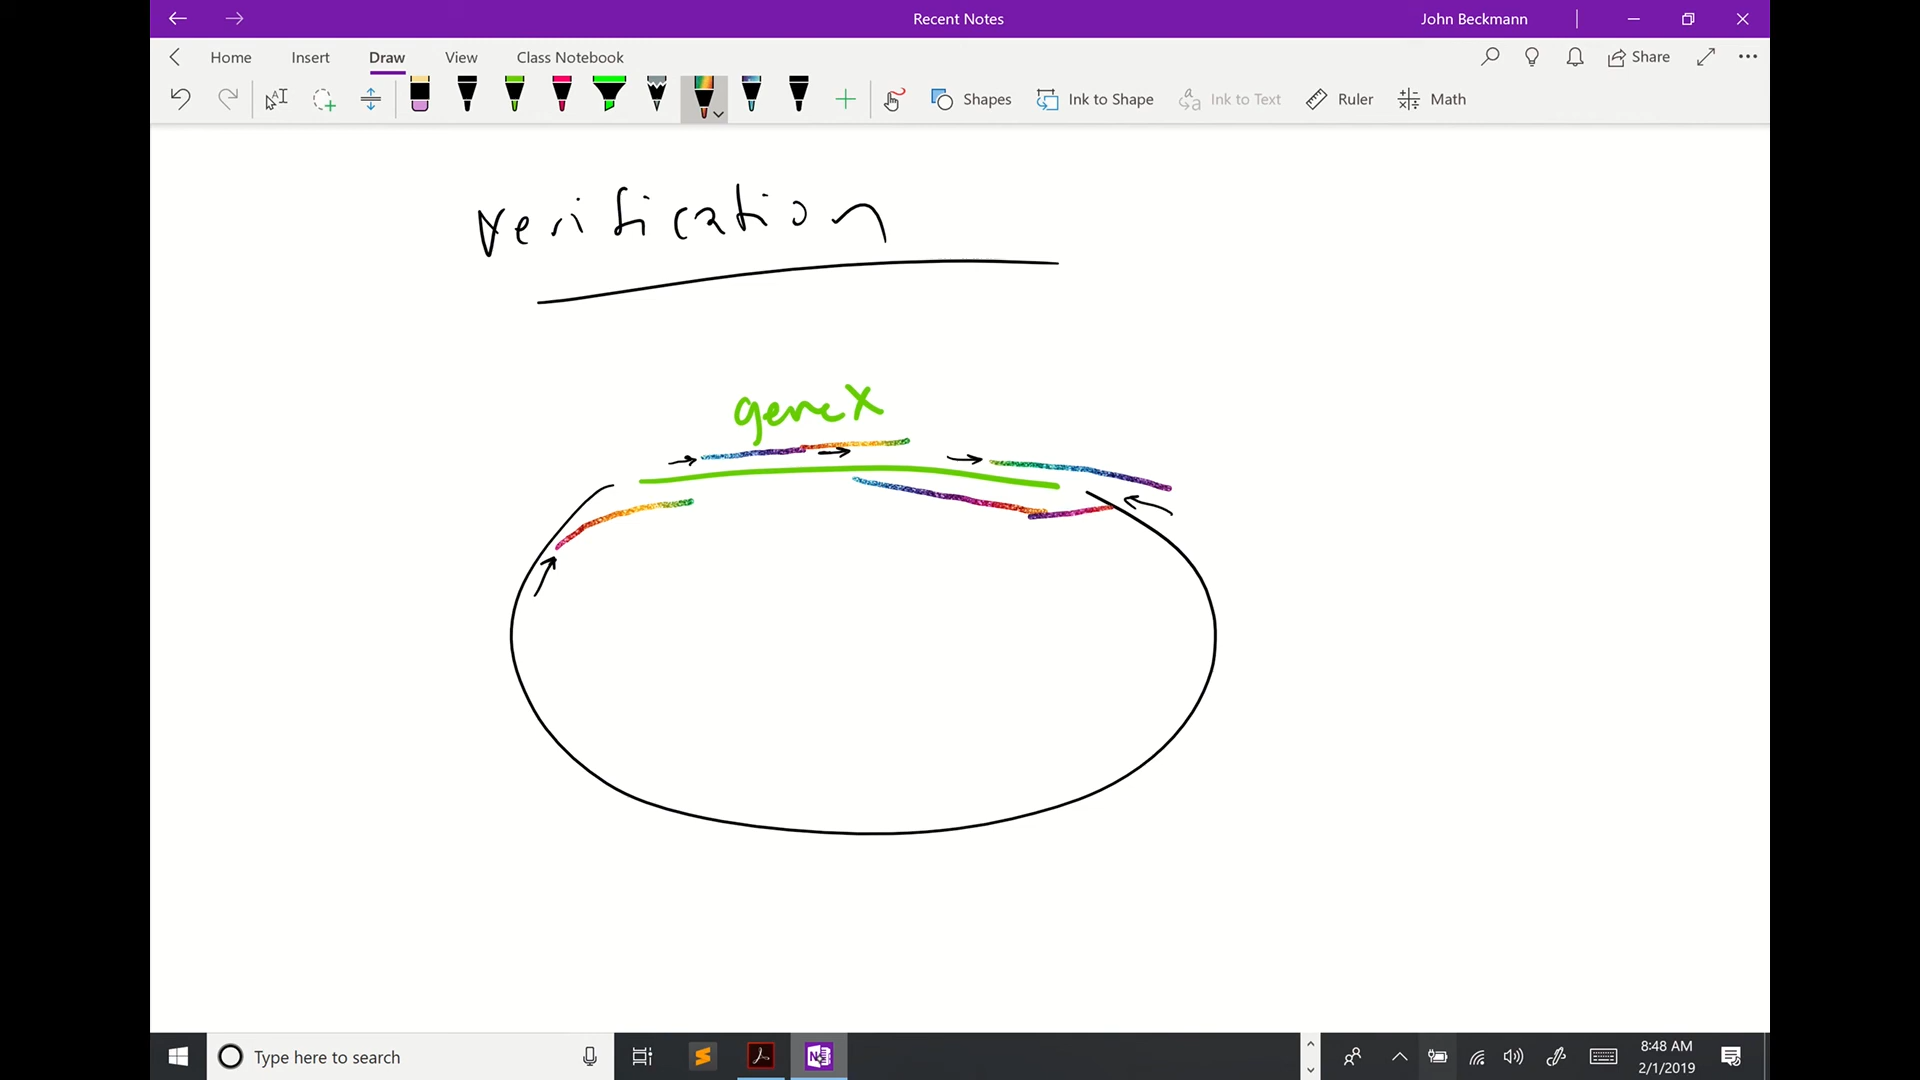 Recent Notes
John Beckmann
Home Insert Draw View Class Notebook
Share
Shapes Ink to Shape Ink to Text Ruler Math
verification
gene X
Type here to search
8:48 AM
2/1/2019